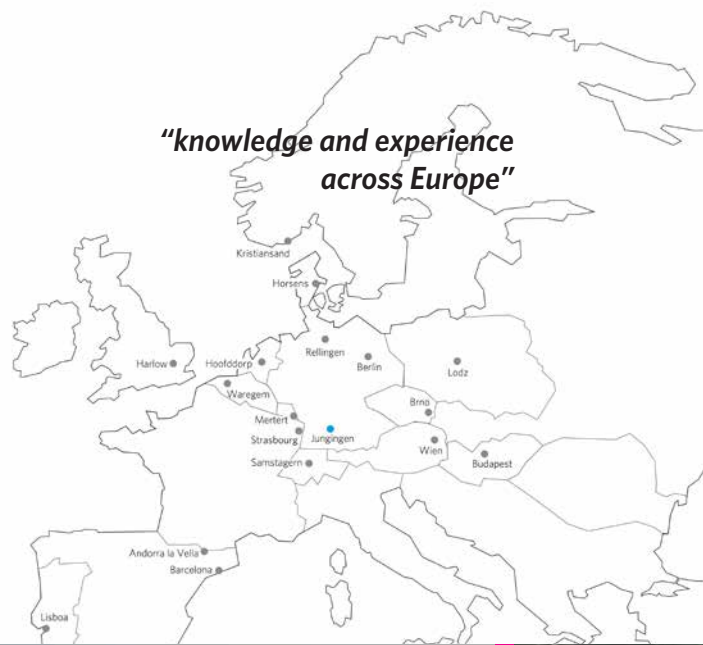 “knowledge and experience
across Europe”
Kristiansand
Horsens
Rellingen
Berlin
Harlow
Hoofddorp
Lodz
Waregem
Brno
Mertert
Strasbourg
Jungingen
Wien
Samstagern
Budapest
Andorra la Vella
Barcelona
Lisboa